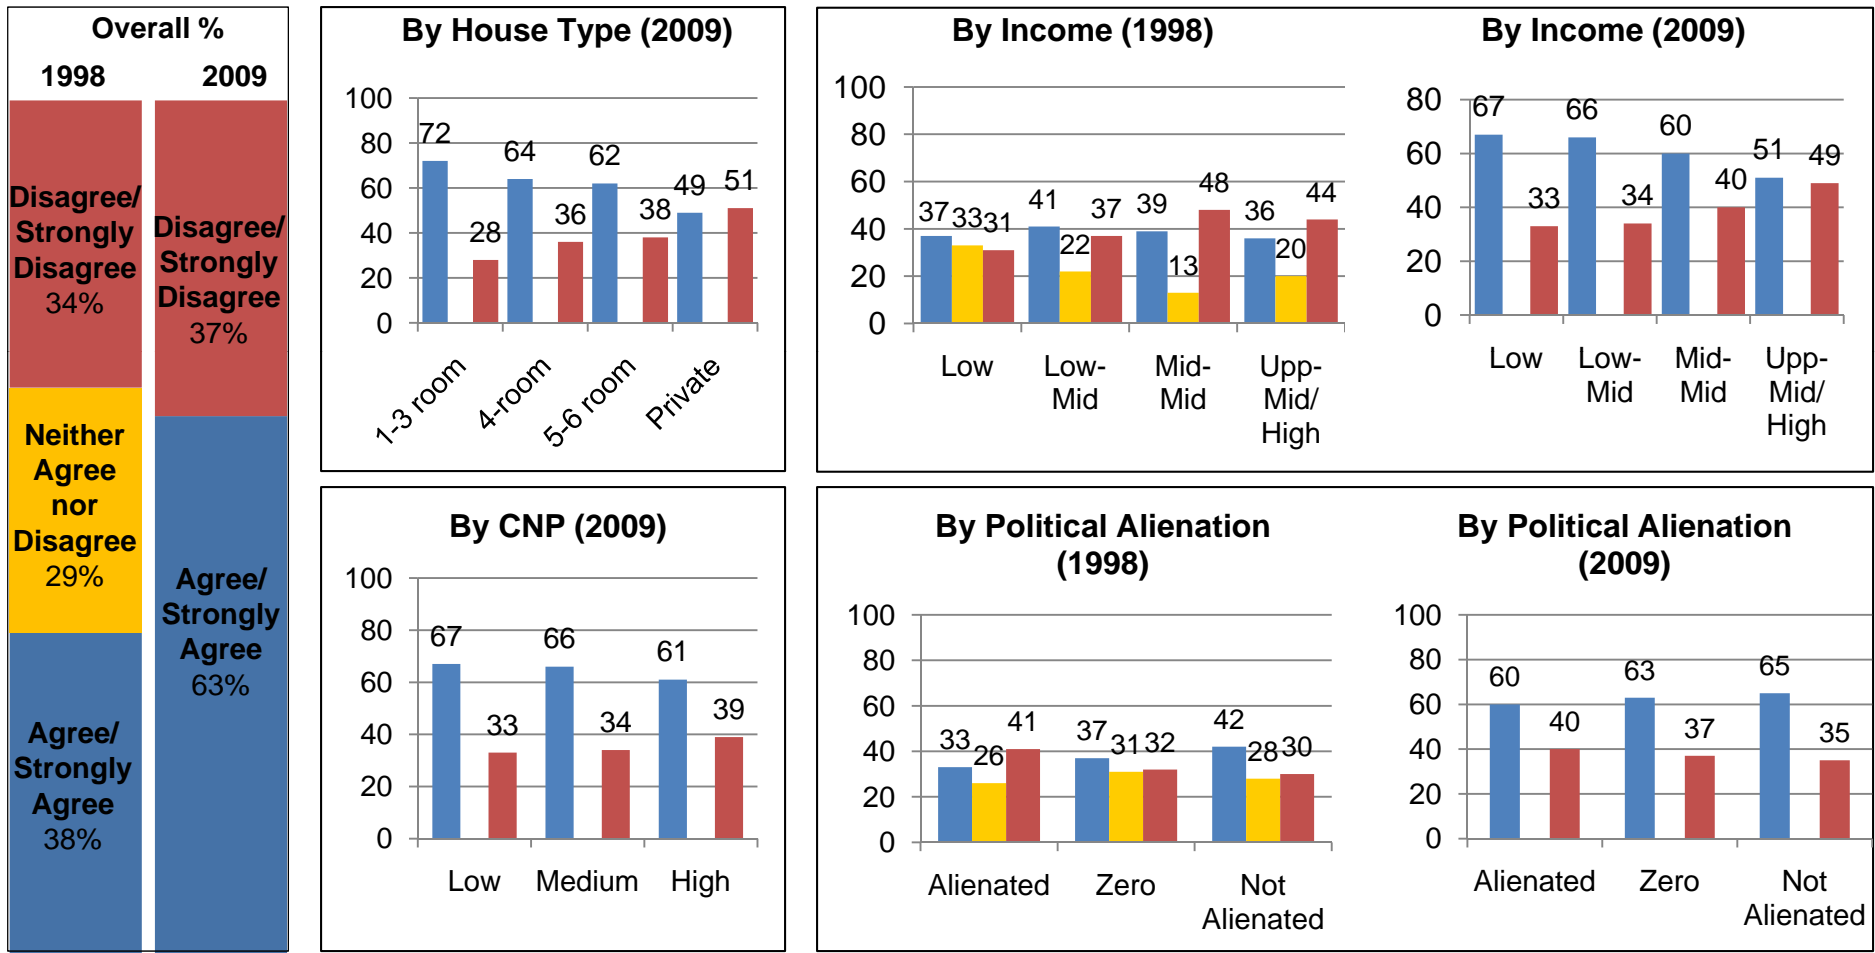 Overall %
1998 2009
Disagree/
Strongly
Disagree
34%
Neither
Agree
nor
Disagree
29%
Agree/
Strongly
Agree
38%
Disagree/
Strongly
Disagree
37%
Agree/
Strongly
Agree
63%
By House Type (2009)
100
80
60
40
20
0
72 28 64 36 62 38 49 51
1-3 room 4-room 5-6 room Private
By Income (1998)
100
80
60
40
20
0
37 33 31 41 22 37 39 13 48 36 20 44
Low Low- Mid- Upp-
Mid Mid Mid/
High
By Income (2009)
80
60
40
20
0
67 33 66 34 60 40 51 49
Low Low- Mid- Upp-
Mid Mid Mid/
High
By CNP (2009)
100
80
60
40
20
0
67 33 66 34 61 39
Low Medium High
By Political Alienation
(1998)
100
80
60
40
20
0
33 26 41 37 31 32 42 28 30
Alienated Zero Not
Alienated
By Political Alienation
(2009)
100
80
60
40
20
0
60 40 63 37 65 35
Alienated Zero Not
Alienated